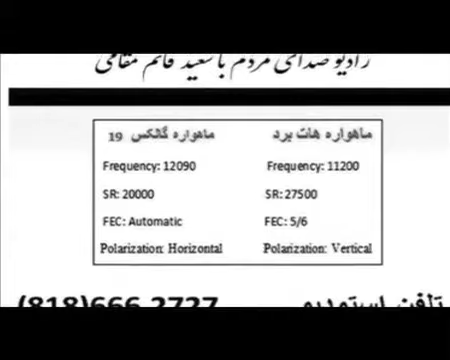 رادیو صدای مردم با سعید قائم مقامی
ماهواره هات برد
Frequency: 11200
SR: 27500
FEC: 5/6
Polarization: Vertical
ماهواره گالکس 19
Frequency: 12090
SR: 20000
FEC: Automatic
Polarization: Horizontal
تلفن استودیو (818)666 2727